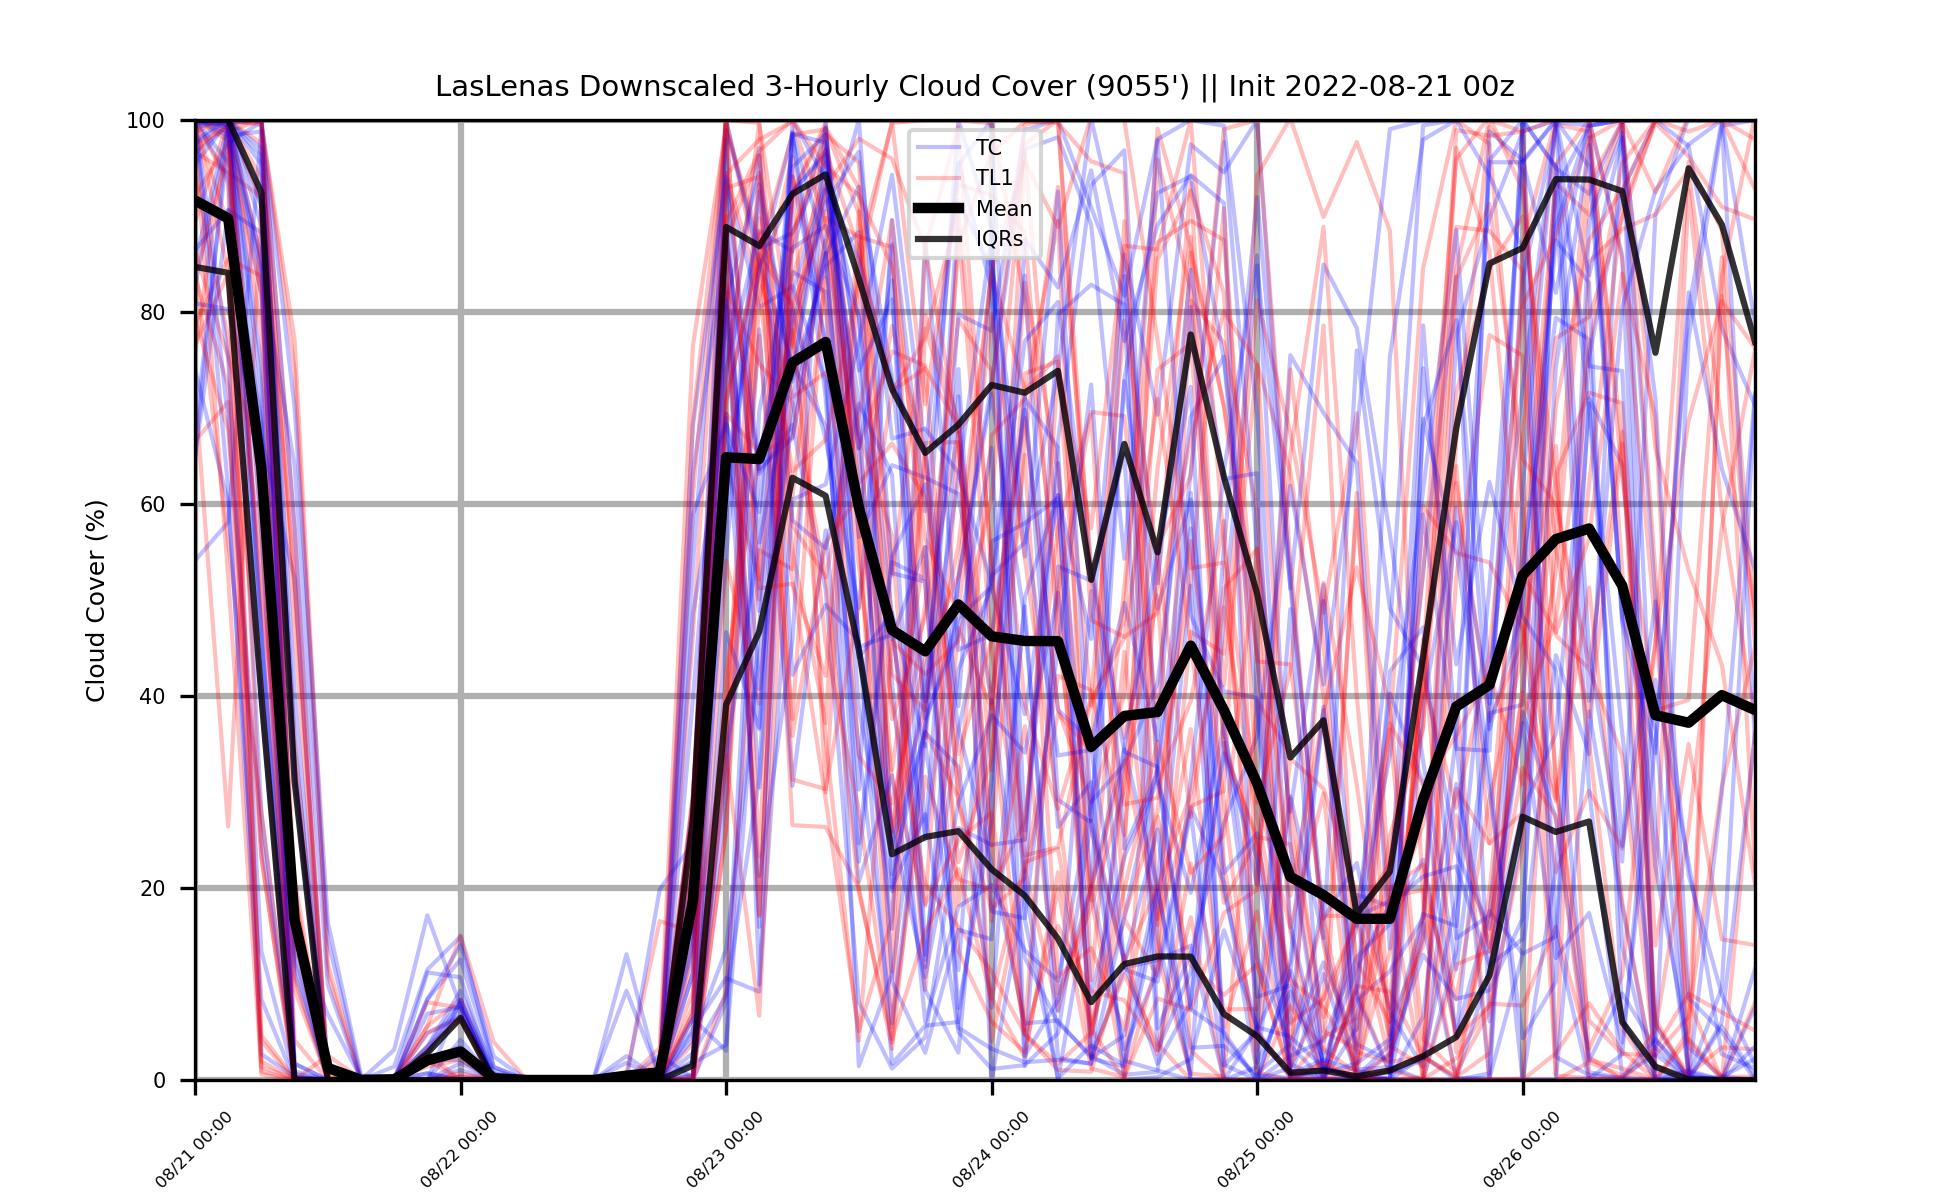 LasLenas Downscaled 3-Hourly Cloud Cover (9055') || Init 2022-08-21 00z
100
80
60
40
20
0
Cloud Cover (%)
TC
TL1
Mean
IQRs
08/21 00:00
08/22 00:00
08/23 00:00
08/24 00:00
08/25 00:00
08/26 00:00